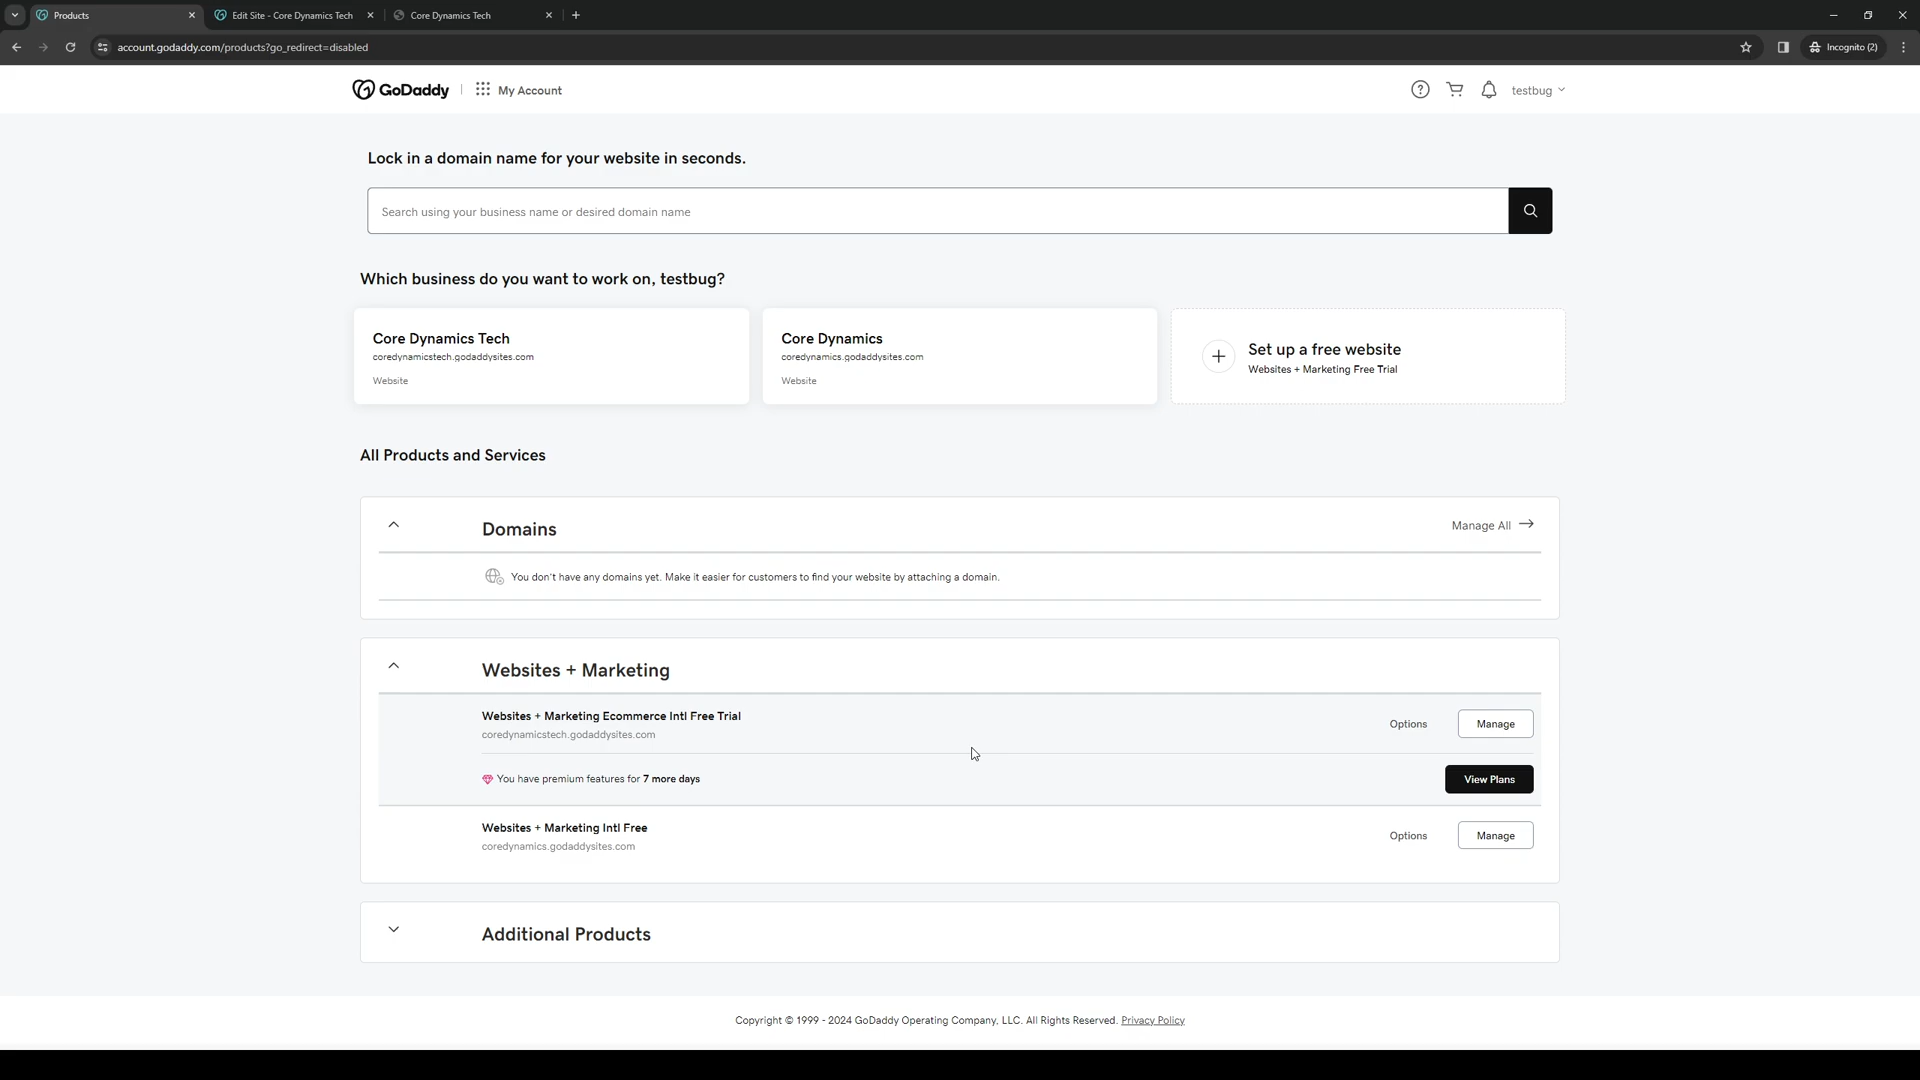 Products
Edit Site - Core Dynamics Tech
Core Dynamics Tech
account.godaddy.com/products?go_redirect=disabled
Incognito (2)
GoDaddy
My Account
testbug
Lock in a domain name for your website in seconds.
Search using your business name or desired domain name
Which business do you want to work on, testbug?
Core Dynamics Tech
coredynamicstech.godaddysites.com
Website
Core Dynamics
coredynamics.godaddysites.com
Website
Set up a free website
Websites + Marketing Free Trial
All Products and Services
Domains
Manage All
You don't have any domains yet. Make it easier for customers to find your website by attaching a domain.
Websites + Marketing
Websites + Marketing Ecommerce Intl Free Trial
coredynamicstech.godaddysites.com
Options
Manage
You have premium features for 7 more days
View Plans
Websites + Marketing Intl Free
coredynamics.godaddysites.com
Options
Manage
Additional Products
Copyright © 1999 - 2024 GoDaddy Operating Company, LLC. All Rights Reserved. Privacy Policy